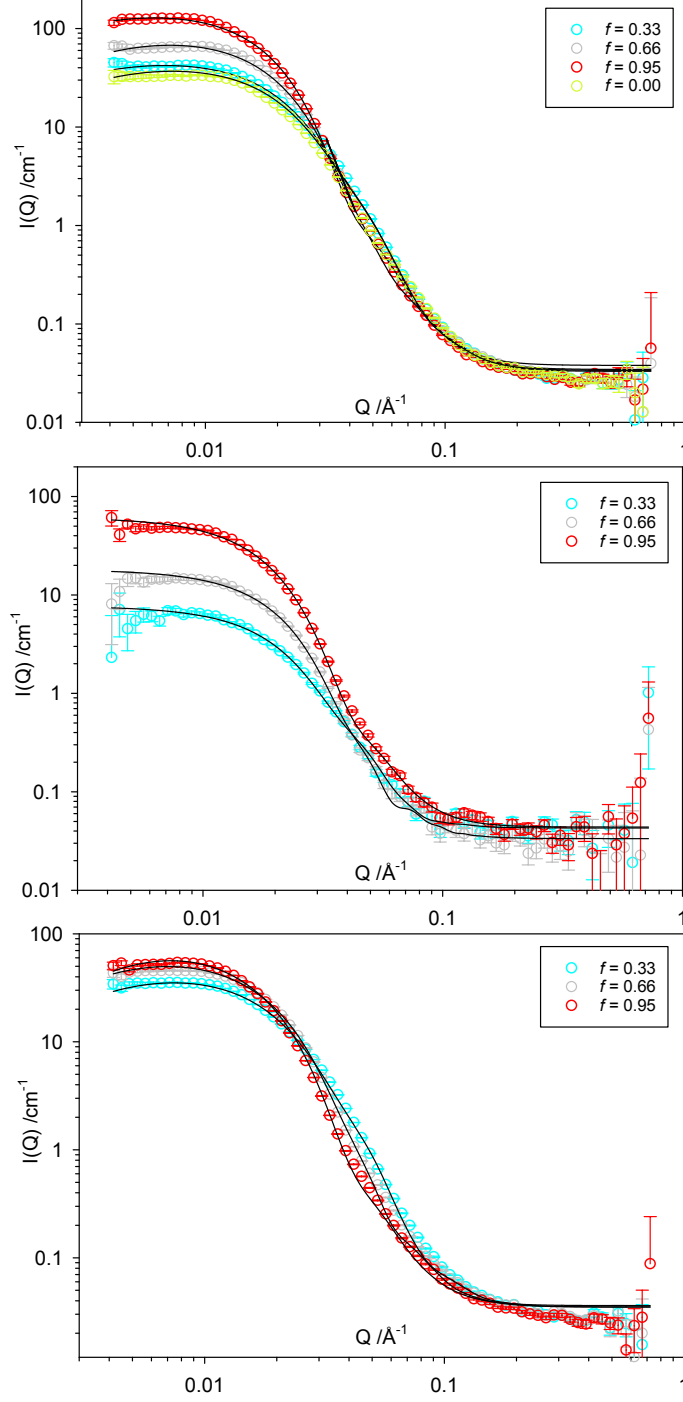 f = 0.33
f = 0.66
f = 0.95
f = 0.00
100
10
1
0.1
0.01
I(Q) /cm-1
Q /Å-1
0.01 0.1 1
f = 0.33
f = 0.66
f = 0.95
100
10
1
0.1
0.01
I(Q) /cm-1
Q /Å-1
0.01 0.1 1
f = 0.33
f = 0.66
f = 0.95
100
10
1
0.1
I(Q) /cm-1
Q /Å-1
0.01 0.1 1